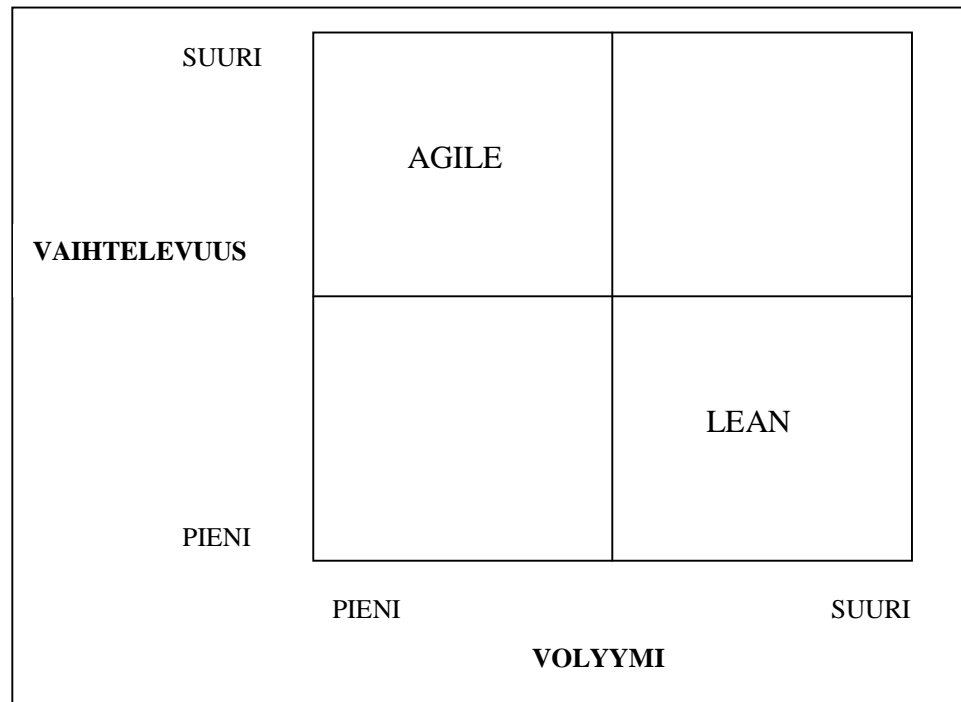 SUURI
AGILE
VAIHTELEVUUS
LEAN
PIENI
PIENI SUURI
VOLYYMI